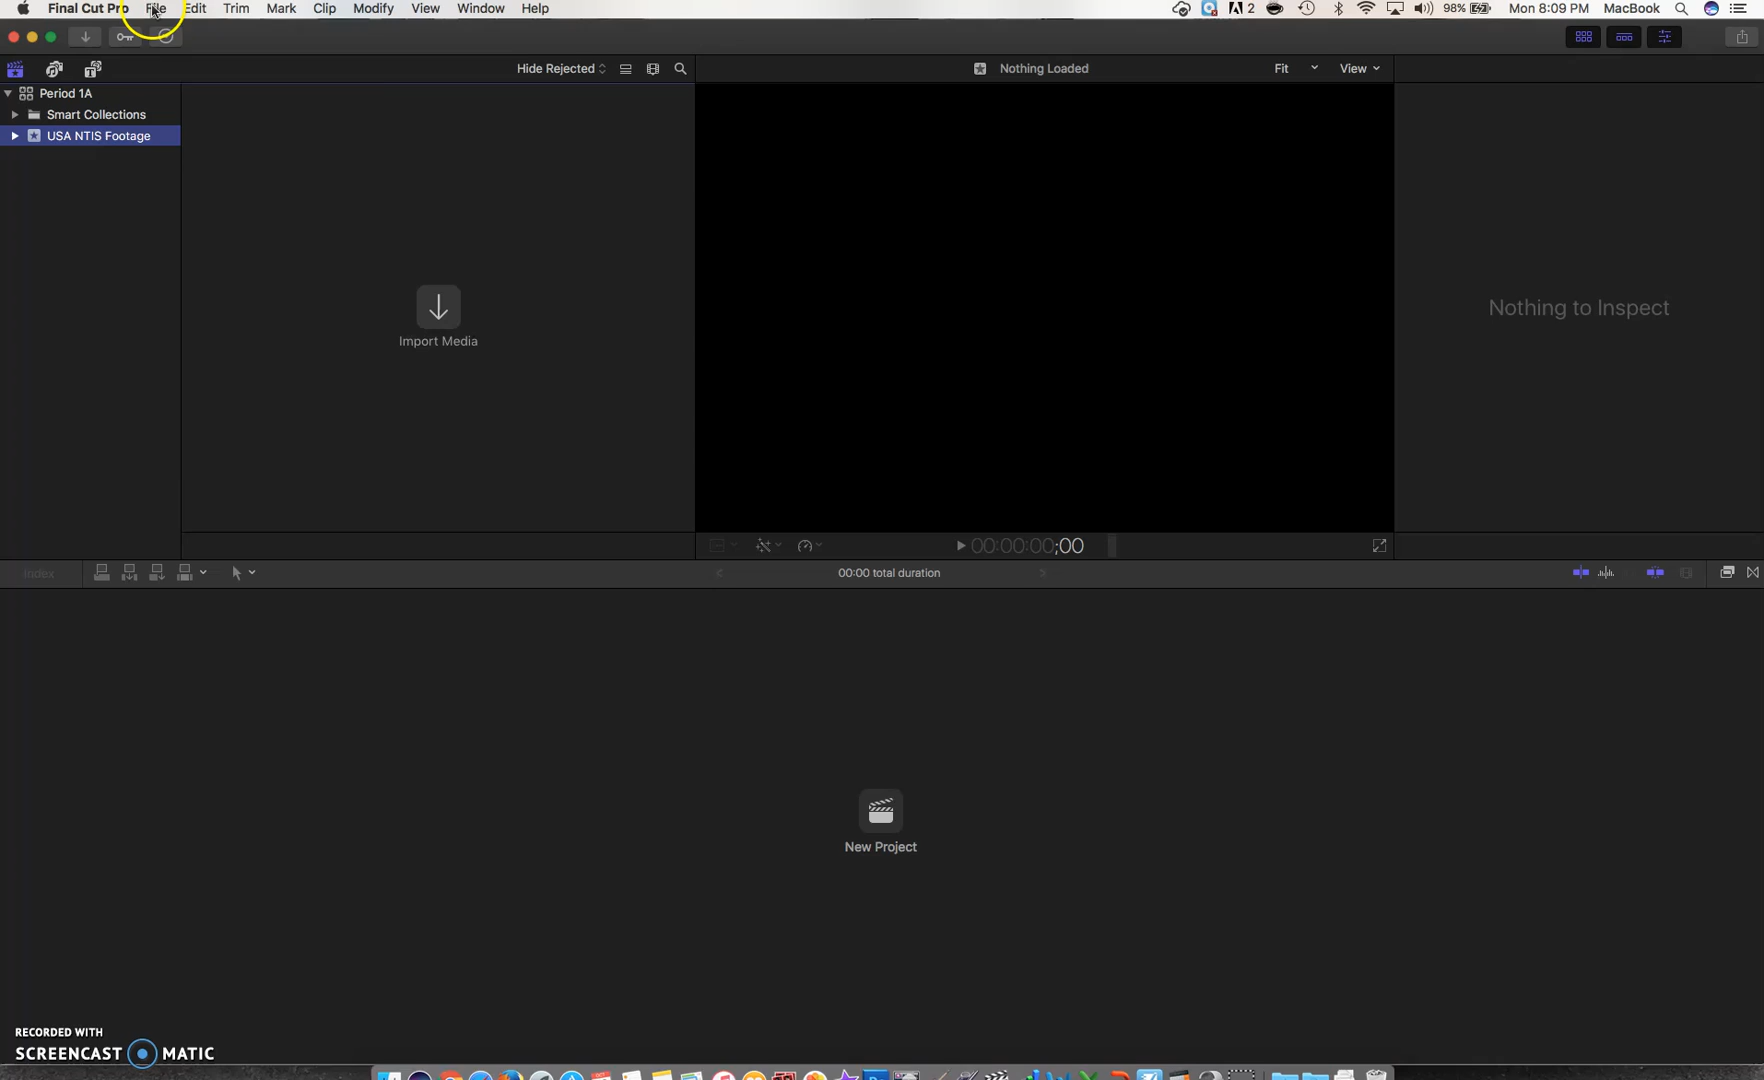 Final Cut Pro File Edit Trim Mark Clip Modify View Window Help 2 98% Mon 8:09 PM MacBook
Hide Rejected Nothing Loaded Fit View
Period 1A
Smart Collections
USA NTIS Footage
Import Media
Nothing to Inspect
00:00:00;00
Index 00:00 total duration
New Project
RECORDED WITH
SCREENCAST MATIC